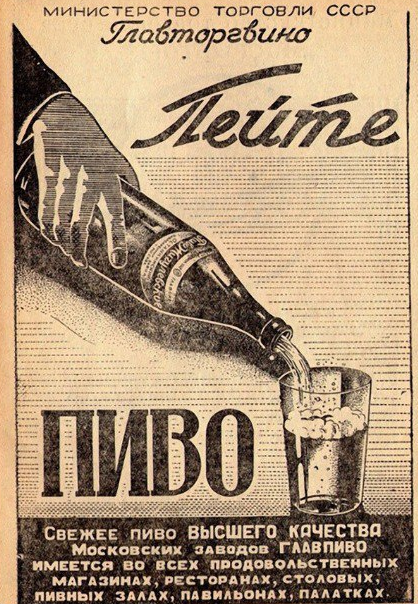 МИНИСТЕРСТВО ТОРГОВЛИ СССР
Главторгвино
Пейте
Пиво Жигулевское
ПИВО
СВЕЖЕЕ ПИВО ВЫСШЕГО КАЧЕСТВА
МОСКОВСКИХ ЗАВОДОВ ГЛАВПИВО
ИМЕЕТСЯ ВО ВСЕХ ПРОДОВОЛЬСТВЕННЫХ
МАГАЗИНАХ, РЕСТОРАНАХ, СТОЛОВЫХ,
ПИВНЫХ ЗАЛАХ, ПАВИЛЬОНАХ, ПАЛАТКАХ.